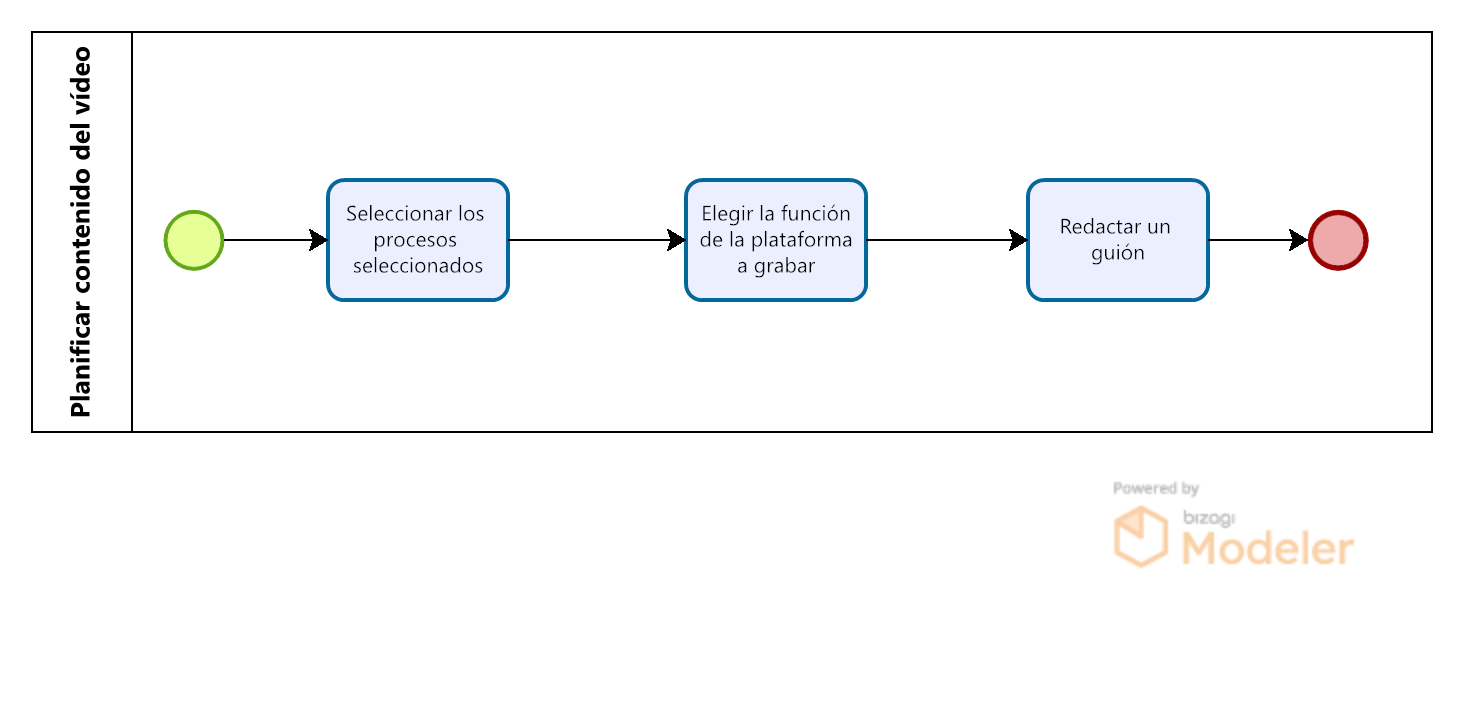 Planificar contenido del vídeo
Seleccionar los
procesos
seleccionados
Elegir la función
de la plataforma
a grabar
Redactar un
guión
Powered by
bizagi
Modeler